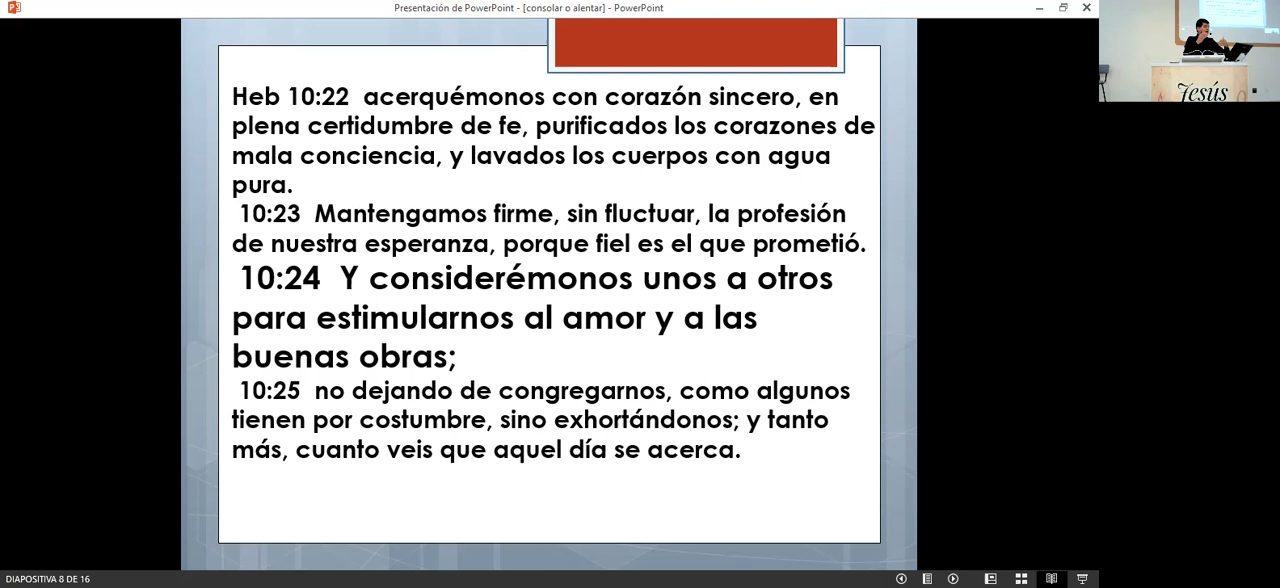 Presentación de PowerPoint - [consolar o alentar] - PowerPoint
Heb 10:22  acerquémonos con corazón sincero, en
plena certidumbre de fe, purificados los corazones de
mala conciencia, y lavados los cuerpos con agua
pura.
10:23  Mantengamos firme, sin fluctuar, la profesión
de nuestra esperanza, porque fiel es el que prometió.
10:24  Y considerémonos unos a otros
para estimularnos al amor y a las
buenas obras;
10:25  no dejando de congregarnos, como algunos
tienen por costumbre, sino exhortándonos; y tanto
más, cuanto veis que aquel día se acerca.
Jesús
DIAPOSITIVA 8 DE 16